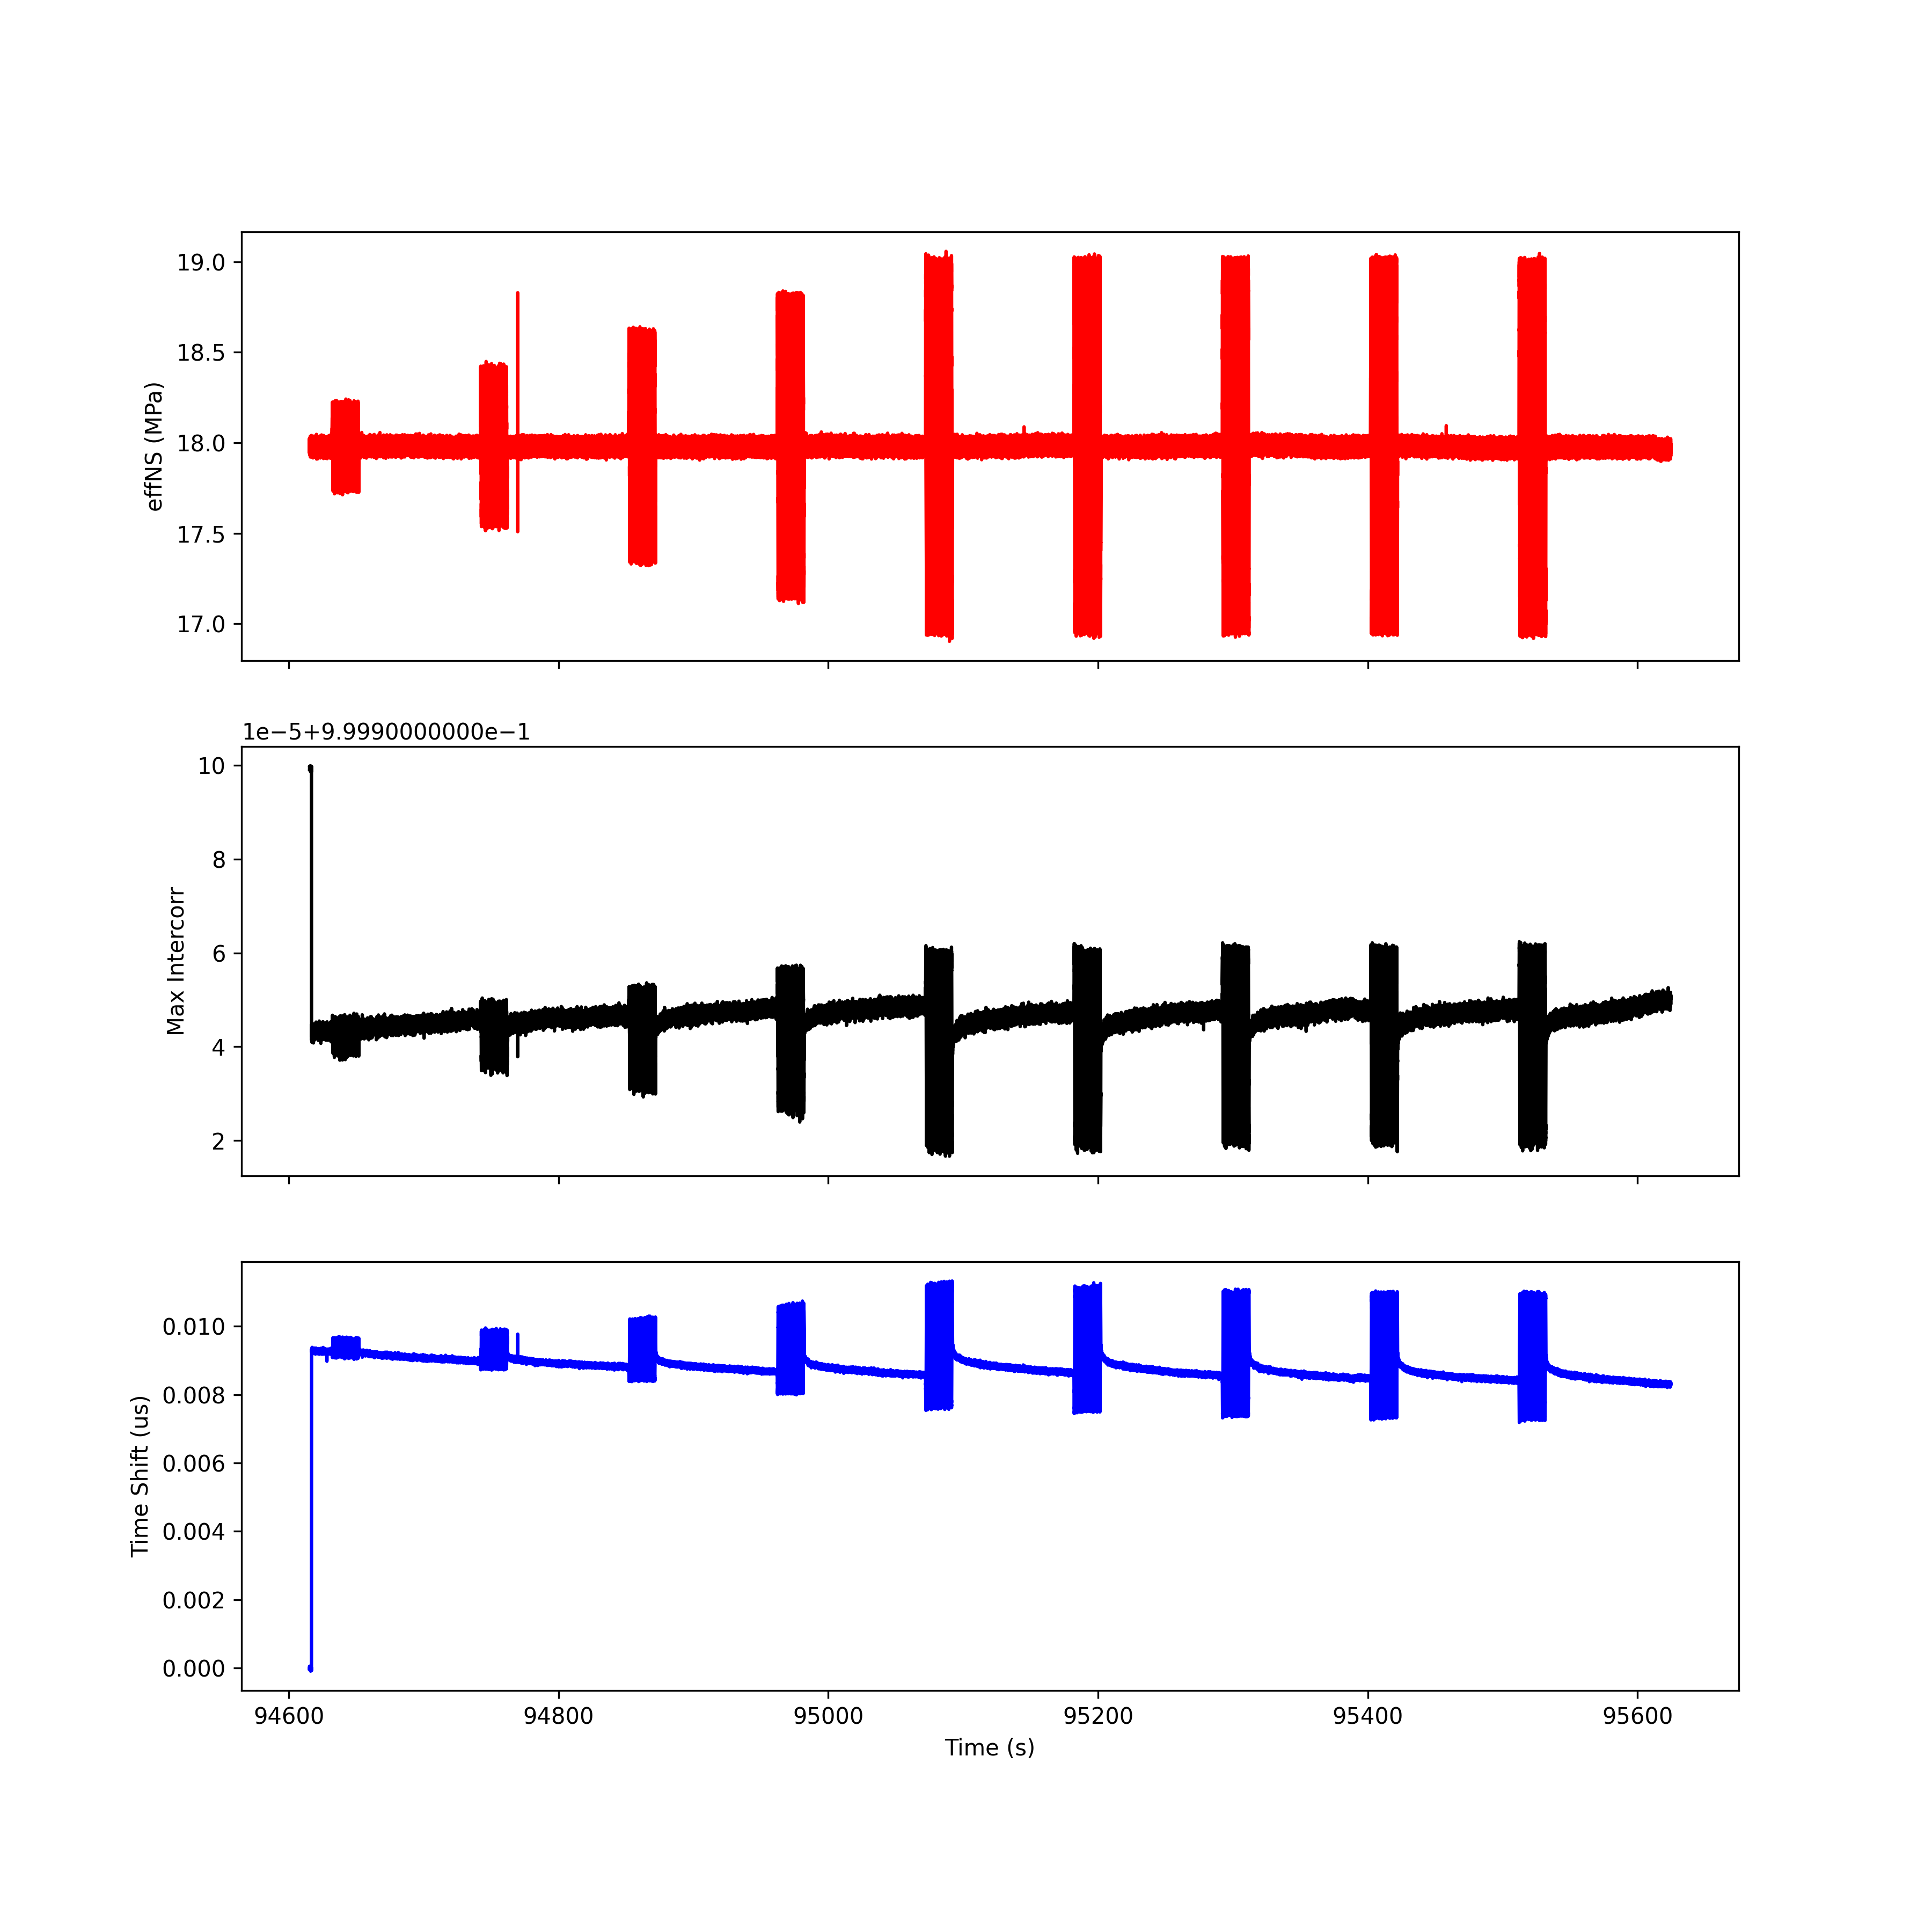 19.0
18.5
18.0
17.5
17.0
effNS (MPa)
1e−5+9.9990000000e−1
10
8
6
4
2
Max Intercorr
0.010
0.008
0.006
0.004
0.002
0.000
Time Shift (us)
94600 94800 95000 95200 95400 95600
Time (s)